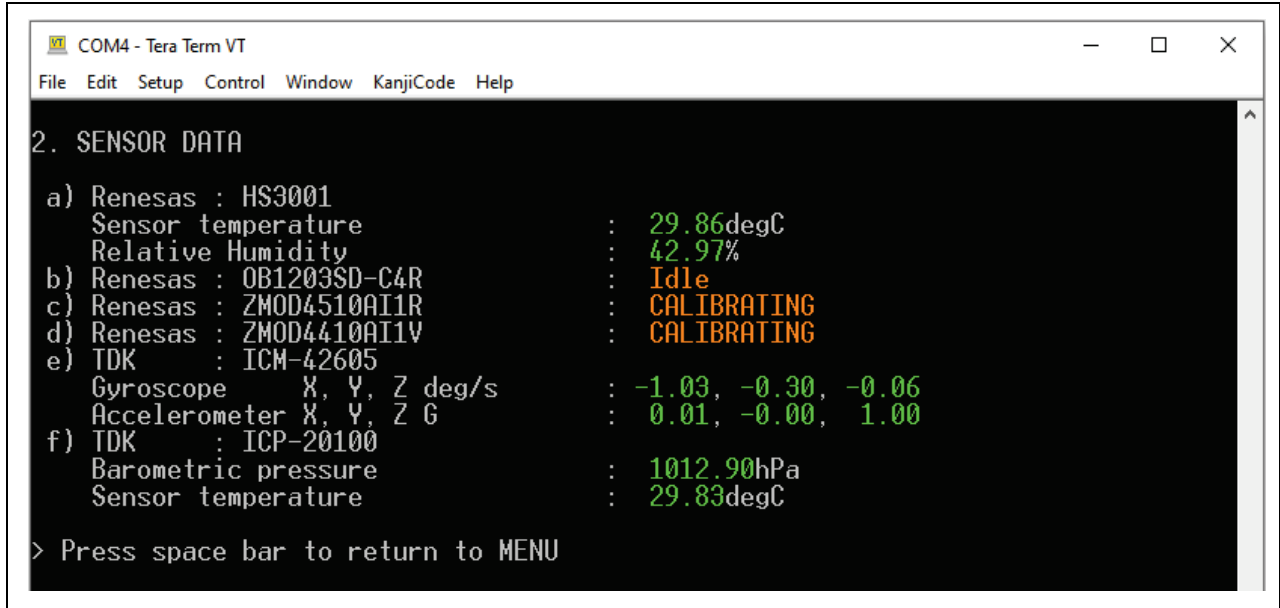 COM4 - Tera Term VT
File Edit Setup Control Window KanjiCode Help
2. SENSOR DATA
a) Renesas : HS3001
Sensor temperature : 29.86degC
Relative Humidity : 42.97%
b) Renesas : OB1203SD-C4R : Idle
c) Renesas : ZMOD4510AI1R : CALIBRATING
d) Renesas : ZMOD4410AI1V : CALIBRATING
e) TDK : ICM-42605
Gyroscope X, Y, Z deg/s : -1.03, -0.30, -0.06
Accelerometer X, Y, Z G : 0.01, -0.00, 1.00
f) TDK : ICP-20100
Barometric pressure : 1012.90hPa
Sensor temperature : 29.83degC
> Press space bar to return to MENU